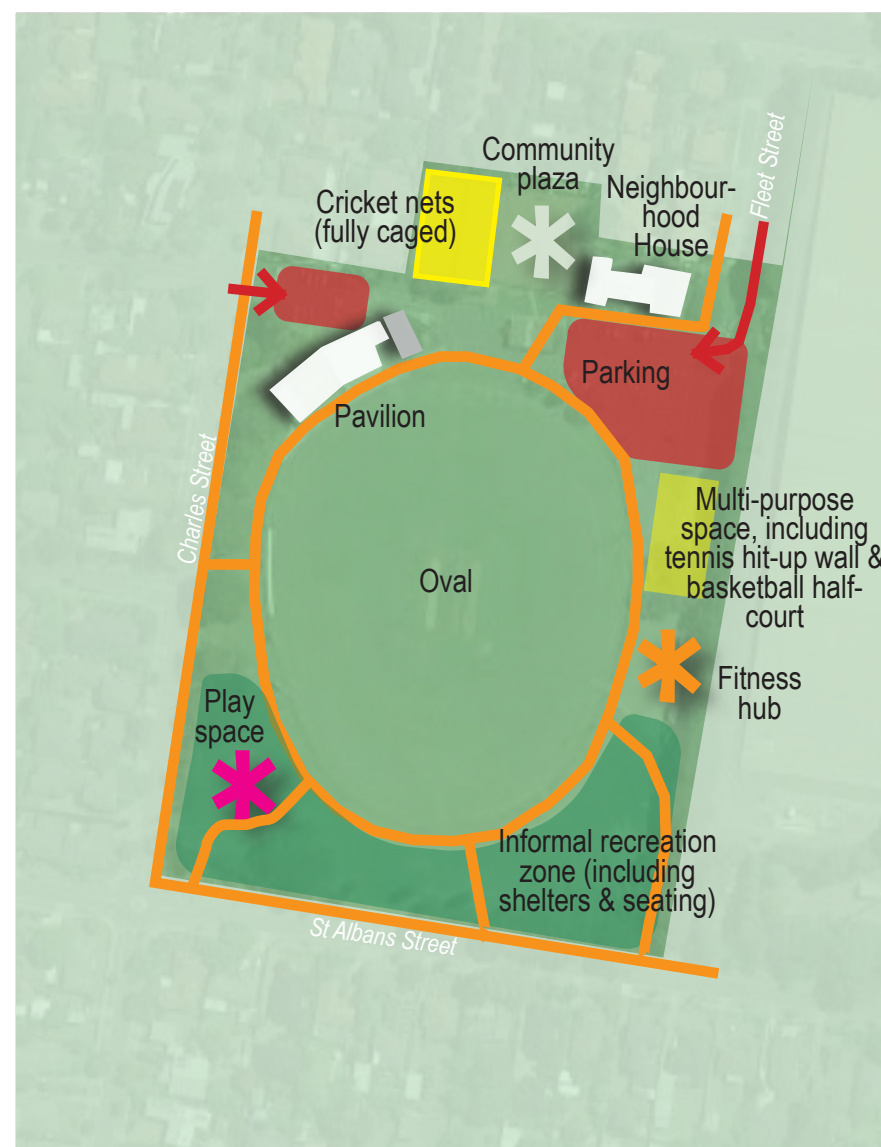 Community
plaza
Neighbour-
hood
House
Fleet Street
Cricket nets
(fully caged)
Parking
Pavilion
Charles Street
Multi-purpose
space, including
tennis hit-up wall &
basketball half-
court
Oval
Fitness
hub
Play
space
Informal recreation
zone (including
shelters & seating)
St Albans Street